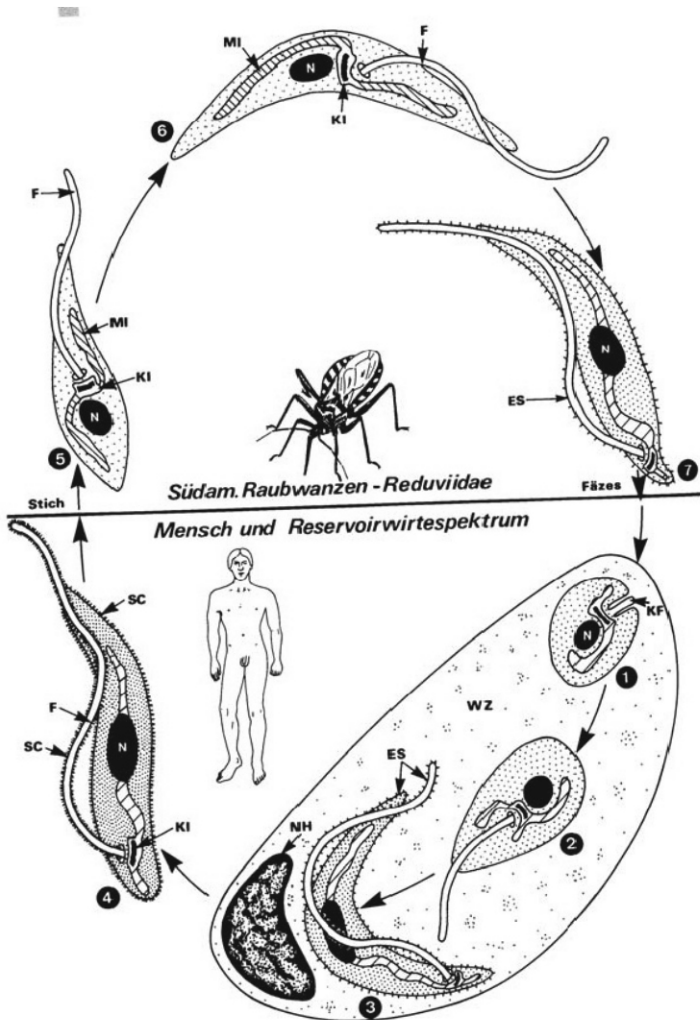 MI
F
N
KI
6
F
MI
KI
N
5
N
ES
7
Südam. Raubwanzen - Reduviidae
Stich
Fäzes
Mensch und Reservoirwirtespektrum
SC
F
SC
N
KI
4
KF
N
1
WZ
ES
2
NH
3